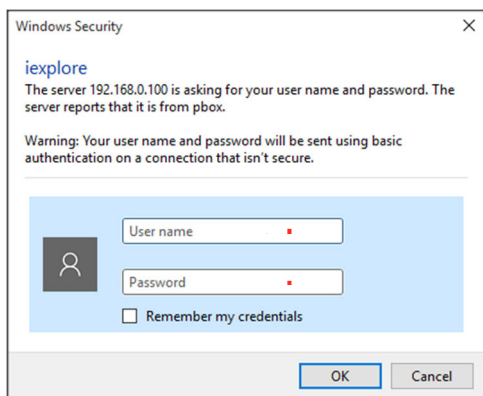 Windows Security
iexplore
The server 192.168.0.100 is asking for your user name and password. The
server reports that it is from pbox.
Warning: Your user name and password will be sent using basic
authentication on a connection that isn't secure.
User name
Password
Remember my credentials
OK Cancel